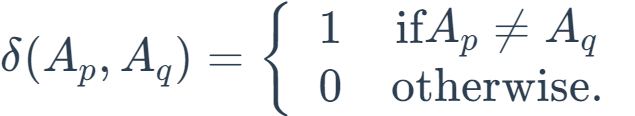 δ(A_p, A_q) = { 1 if A_p ≠ A_q
0 otherwise.